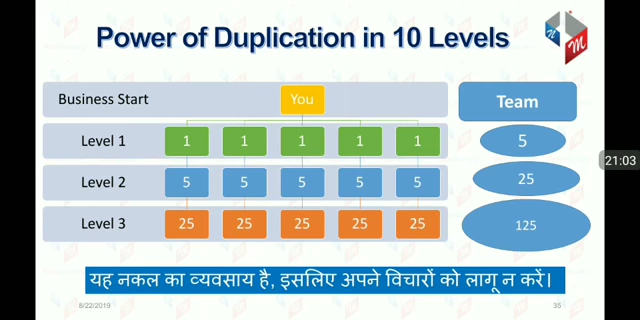 Power of Duplication in 10 Levels
Business Start You Team
Level 1 1 1 1 1 1 5
21:03
Level 2 5 5 5 5 5 25
Level 3 25 25 25 25 25 125
यह नकल का व्यवसाय है, इसलिए अपने विचारों को लागू न करें।
8/22/2019 35